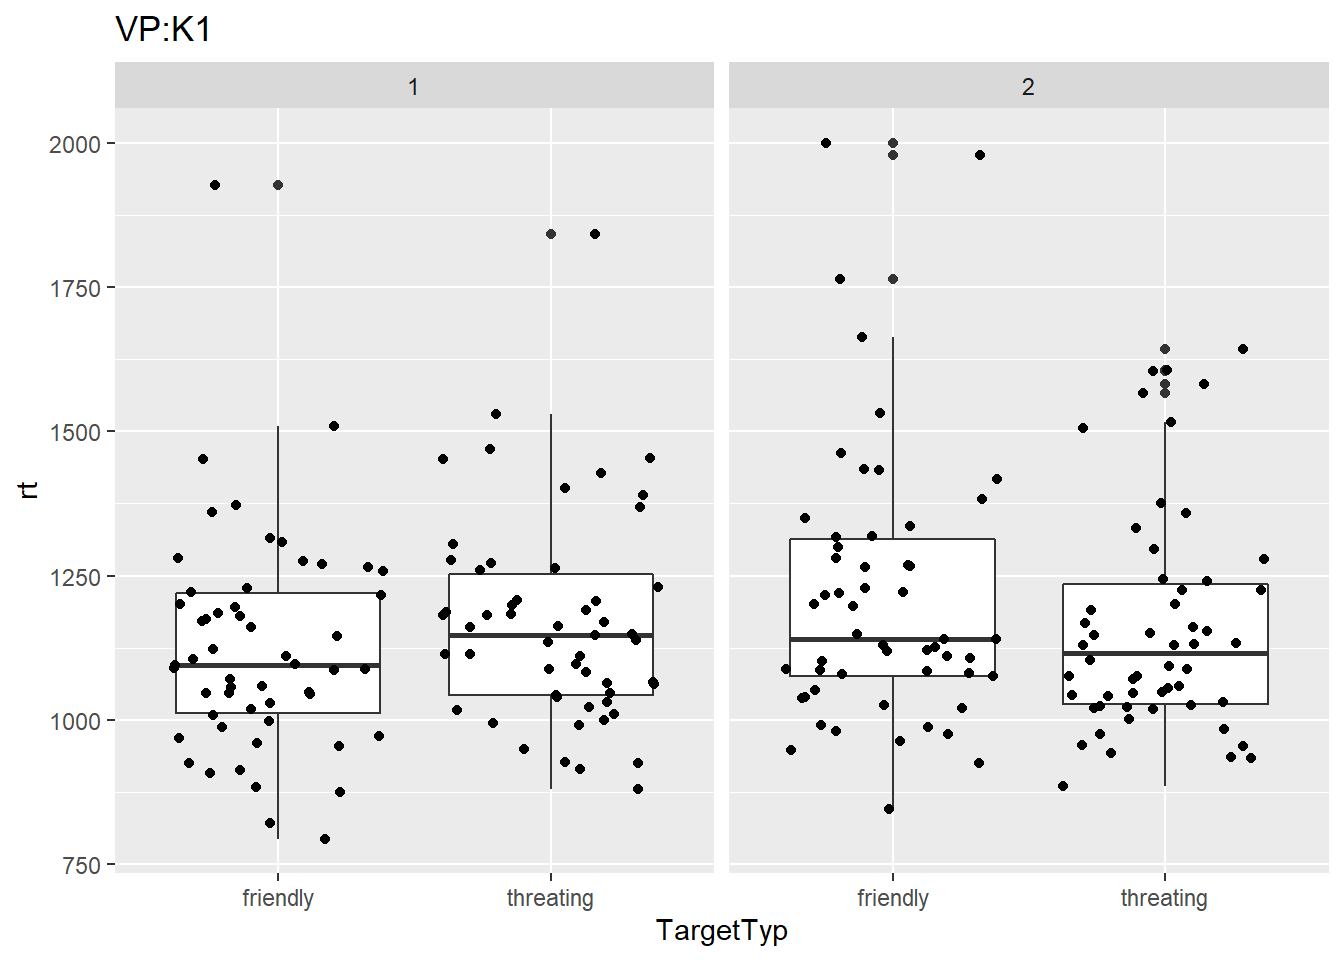 VP:K1
1
2
2000
1750
1500
1250
1000
750
rt
friendly
threating
friendly
threating
TargetTyp